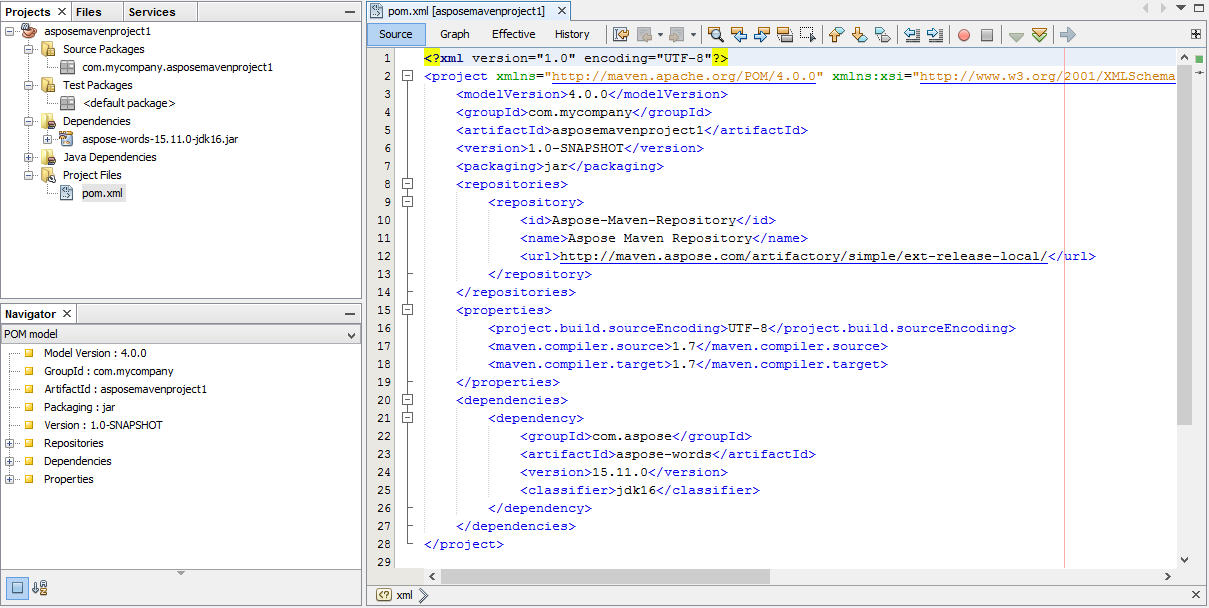 Projects
Files
Services
asposemavenproject1
Source Packages
com.mycompany.asposemavenproject1
Test Packages
<default package>
Dependencies
aspose-words-15.11.0-jdk16.jar
Java Dependencies
Project Files
pom.xml
Navigator
POM model
Model Version : 4.0.0
GroupId : com.mycompany
ArtifactId : asposemavenproject1
Packaging : jar
Version : 1.0-SNAPSHOT
Repositories
Dependencies
Properties
pom.xml [asposemavenproject1]
Source Graph Effective History
1 <?xml version="1.0" encoding="UTF-8"?>
2 <project xmlns="http://maven.apache.org/POM/4.0.0" xmlns:xsi="http://www.w3.org/2001/XMLSchema
3 <modelVersion>4.0.0</modelVersion>
4 <groupId>com.mycompany</groupId>
5 <artifactId>asposemavenproject1</artifactId>
6 <version>1.0-SNAPSHOT</version>
7 <packaging>jar</packaging>
8 <repositories>
9 <repository>
10 <id>Aspose-Maven-Repository</id>
11 <name>Aspose Maven Repository</name>
12 <url>http://maven.aspose.com/artifactory/simple/ext-release-local/</url>
13 </repository>
14 </repositories>
15 <properties>
16 <project.build.sourceEncoding>UTF-8</project.build.sourceEncoding>
17 <maven.compiler.source>1.7</maven.compiler.source>
18 <maven.compiler.target>1.7</maven.compiler.target>
19 </properties>
20 <dependencies>
21 <dependency>
22 <groupId>com.aspose</groupId>
23 <artifactId>aspose-words</artifactId>
24 <version>15.11.0</version>
25 <classifier>jdk16</classifier>
26 </dependency>
27 </dependencies>
28 </project>
29
xml